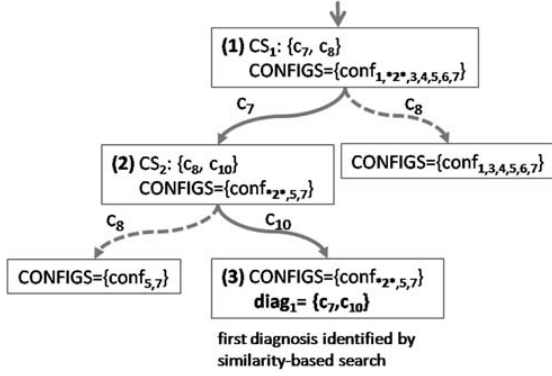 (1) CS₁: {c₇, c₈}
CONFIGS={conf₁,*₂*,₃,₄,₅,₆,₇}
c₇
c₈
(2) CS₂: {c₈, c₁₀}
CONFIGS={conf*₂*,₅,₇}
CONFIGS={conf₁,₃,₄,₅,₆,₇}
c₈
c₁₀
CONFIGS={conf₅,₇}
(3) CONFIGS={conf*₂*,₅,₇}
diag₁= {c₇,c₁₀}
first diagnosis identified by
similarity-based search